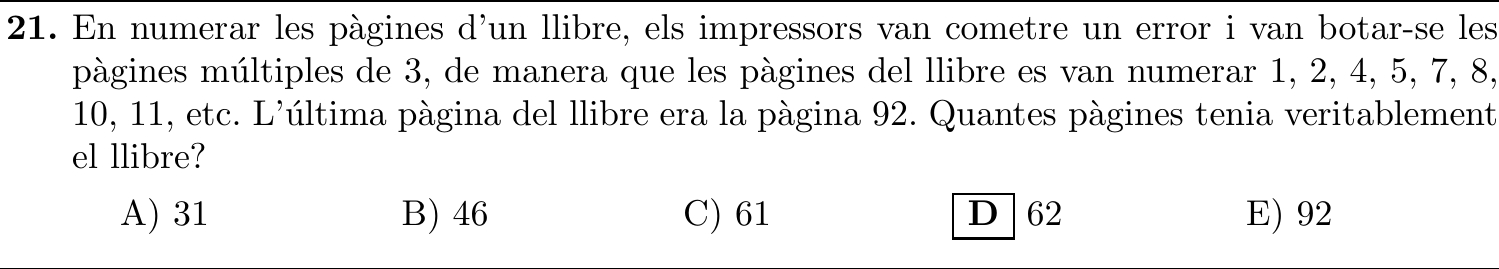 21. En numerar les pàgines d'un llibre, els impressors van cometre un error i van botar-se les
pàgines múltiples de 3, de manera que les pàgines del llibre es van numerar 1, 2, 4, 5, 7, 8,
10, 11, etc. L'última pàgina del llibre era la pàgina 92. Quantes pàgines tenia veritablement
el llibre?
A) 31 B) 46 C) 61 D 62 E) 92